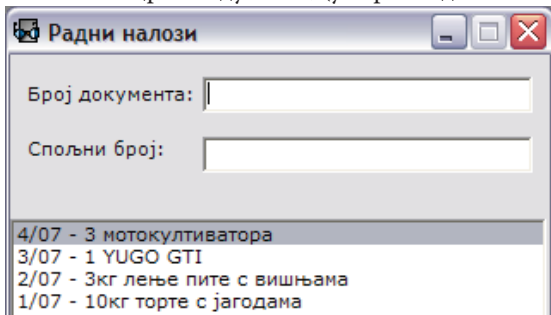 Радни налози
Број документа:
Спољни број:
4/07 - 3 мотокултиватора
3/07 - 1 YUGO GTI
2/07 - 3кг лење пите с вишњама
1/07 - 10кг торте с јагодама